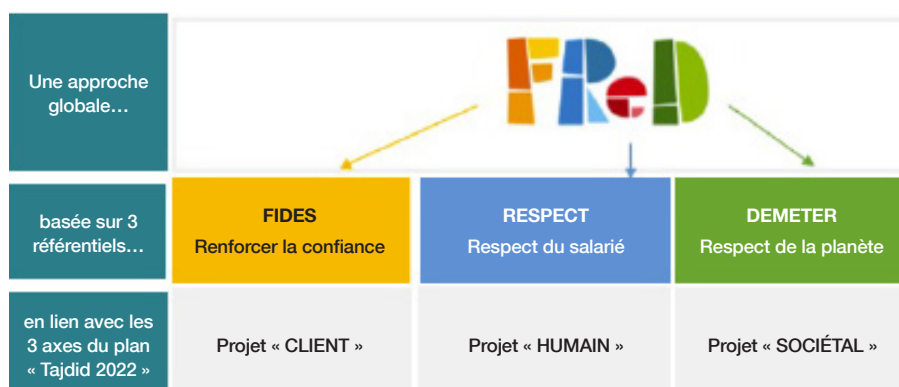 Une approche
globale…
FReD
basée sur 3
référentiels…
FIDES
Renforcer la confiance
RESPECT
Respect du salarié
DEMETER
Respect de la planète
en lien avec les
3 axes du plan
« Tajdid 2022 »
Projet « CLIENT »
Projet « HUMAIN »
Projet « SOCIÉTAL »